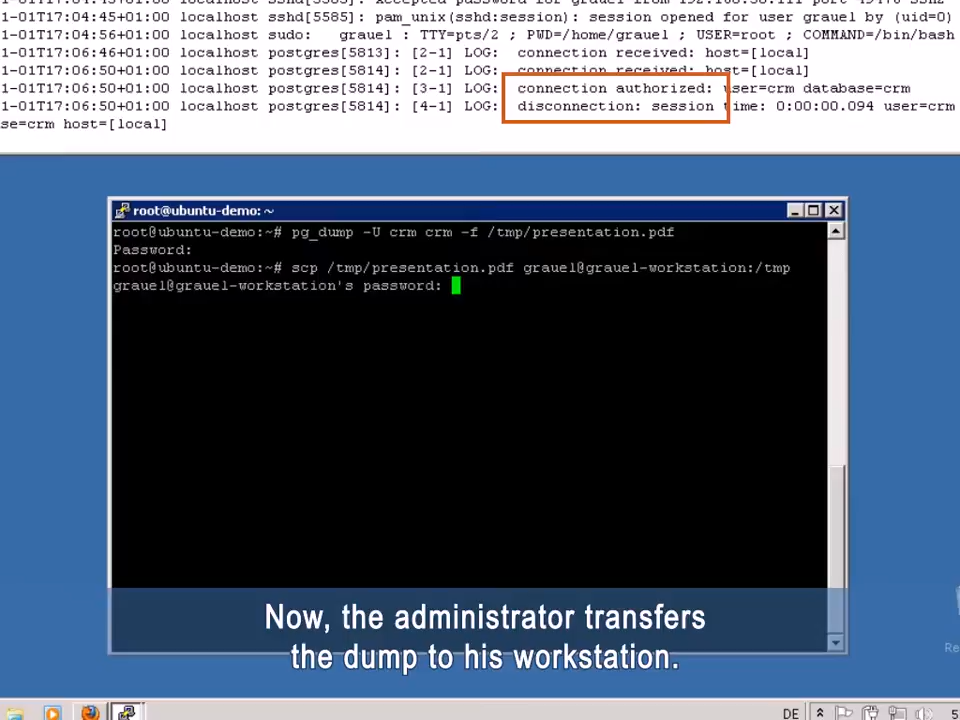 1-01T17:04:45+01:00 localhost sshd[5585]: pam_unix(sshd:session): session opened for user grauel by (uid=0)
1-01T17:04:56+01:00 localhost sudo: grauel : TTY=pts/2 ; PWD=/home/grauel ; USER=root ; COMMAND=/bin/bash
1-01T17:06:46+01:00 localhost postgres[5813]: [2-1] LOG: connection received: host=[local]
1-01T17:06:50+01:00 localhost postgres[5814]: [2-1] LOG: connection received: host=[local]
1-01T17:06:50+01:00 localhost postgres[5814]: [3-1] LOG: connection authorized: user=crm database=crm
1-01T17:06:50+01:00 localhost postgres[5814]: [4-1] LOG: disconnection: session time: 0:00:00.094 user=crm
se=crm host=[local]
root@ubuntu-demo: ~
root@ubuntu-demo:~# pg_dump -U crm crm -f /tmp/presentation.pdf
Password:
root@ubuntu-demo:~# scp /tmp/presentation.pdf grauel@grauel-workstation:/tmp
grauel@grauel-workstation's password:
Now, the administrator transfers
the dump to his workstation.
Re
DE
5